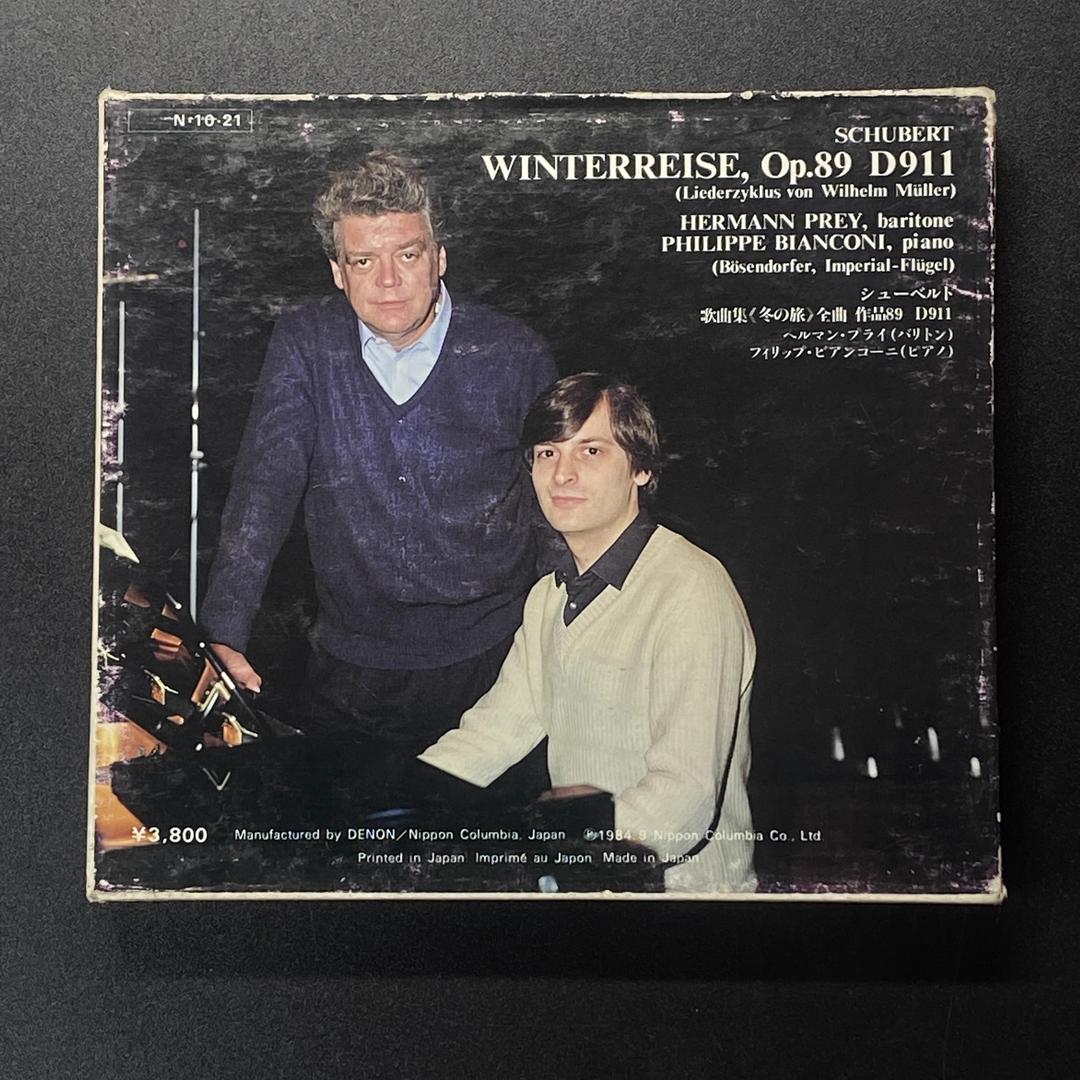 N·10·21
SCHUBERT
WINTERREISE, Op.89 D911
(Liederzyklus von Wilhelm Müller)
HERMANN PREY, baritone
PHILIPPE BIANCONI, piano
(Bösendorfer, Imperial-Flügel)
シューベルト
歌曲集《冬の旅》全曲 作品89 D911
ヘルマン・プライ(バリトン)
フィリップ・ビアンコーニ(ピアノ)
¥3,800 Manufactured by DENON/Nippon Columbia, Japan Ⓟ1984.9 Nippon Columbia Co., Ltd.
Printed in Japan Imprimé au Japon Made in Japan